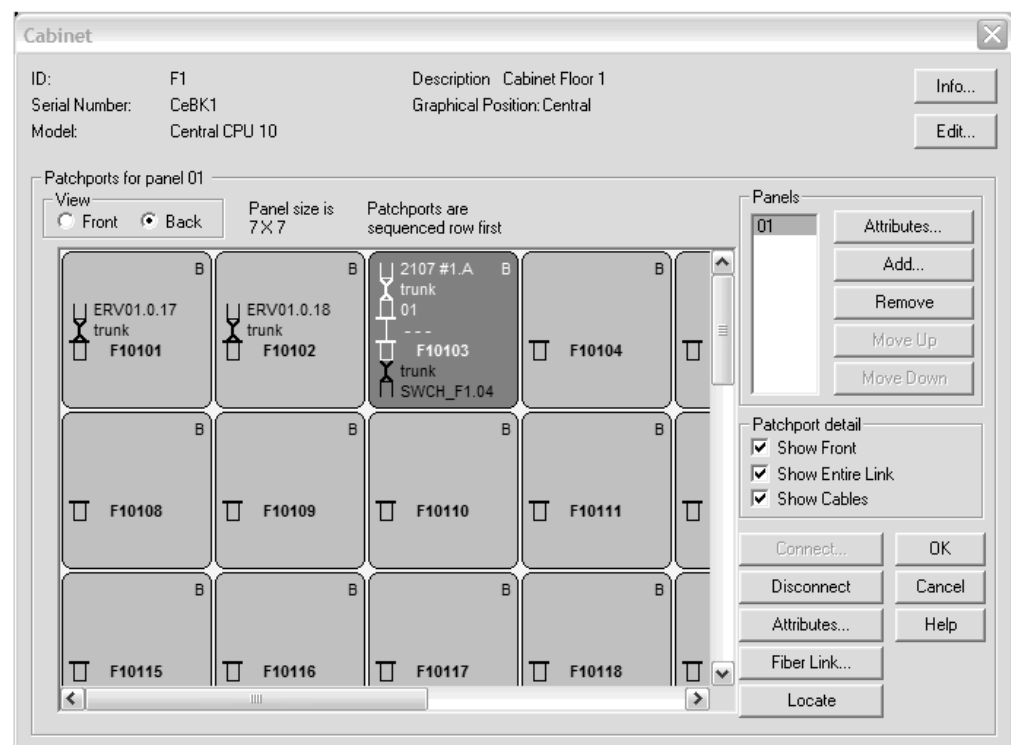 Cabinet
ID: F1 Description Cabinet Floor 1
Info...
Serial Number: CeBK1 Graphical Position: Central
Model: Central CPU 10
Edit...
Patchports for panel 01
View
Front Back
Panel size is
7 X 7
Patchports are
sequenced row first
B
ERV01.0.17
trunk
F10101
B
ERV01.0.18
trunk
F10102
2107 #1.A B
trunk
01
- - -
F10103
trunk
SWCH_F1.04
B
F10104
B
F10108
B
F10109
B
F10110
B
F10111
B
F10115
B
F10116
B
F10117
B
F10118
Panels
01
Attributes...
Add...
Remove
Move Up
Move Down
Patchport detail
Show Front
Show Entire Link
Show Cables
Connect... OK
Disconnect Cancel
Attributes... Help
Fiber Link...
Locate